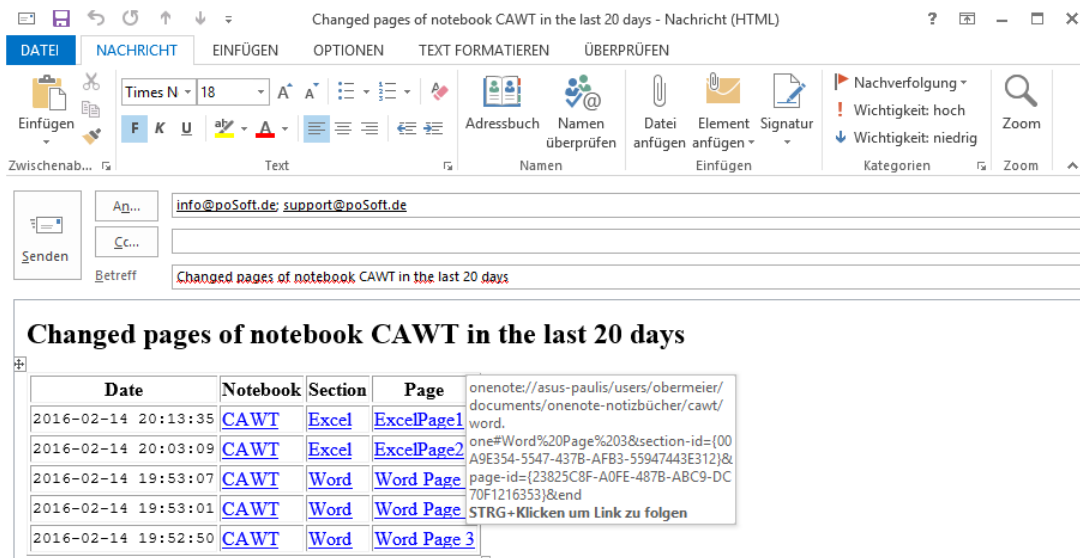 Changed pages of notebook CAWT in the last 20 days - Nachricht (HTML)
?
DATEI NACHRICHT EINFÜGEN OPTIONEN TEXT FORMATIEREN ÜBERPRÜFEN
Einfügen
Times N 18
F K U
Adressbuch
Namen überprüfen
Datei anfügen
Element anfügen
Signatur
Nachverfolgung
Wichtigkeit: hoch
Wichtigkeit: niedrig
Zoom
Zwischenab... Text Namen Einfügen Kategorien Zoom
Senden
An... info@poSoft.de; support@poSoft.de
Cc...
Betreff Changed pages of notebook CAWT in the last 20 days
Changed pages of notebook CAWT in the last 20 days
Date Notebook Section Page
2016-02-14 20:13:35 CAWT Excel ExcelPage1
2016-02-14 20:03:09 CAWT Excel ExcelPage2
2016-02-14 19:53:07 CAWT Word Word Page
2016-02-14 19:53:01 CAWT Word Word Page
2016-02-14 19:52:50 CAWT Word Word Page 3
onenote://asus-paulis/users/obermeier/
documents/onenote-notizbücher/cawt/
word.
one#Word%20Page%203&section-id={00
A9E354-5547-437B-AFB3-55947443E312}&
page-id={23825C8F-A0FE-487B-ABC9-DC
70F1216353}&end
STRG+Klicken um Link zu folgen